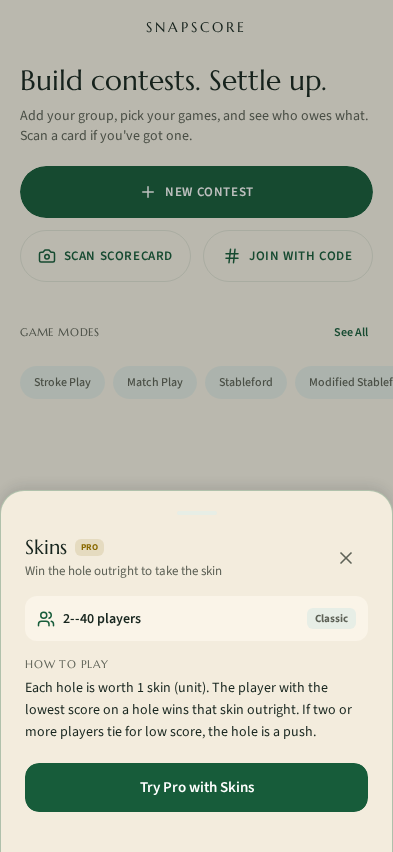 SNAPSCORE
Build contests. Settle up.
Add your group, pick your games, and see who owes what.
Scan a card if you've got one.
NEW CONTEST
SCAN SCORECARD
JOIN WITH CODE
GAME MODES
See All
Stroke Play
Match Play
Stableford
Modified Stablef
Skins PRO
Win the hole outright to take the skin
2--40 players
Classic
HOW TO PLAY
Each hole is worth 1 skin (unit). The player with the
lowest score on a hole wins that skin outright. If two or
more players tie for low score, the hole is a push.
Try Pro with Skins